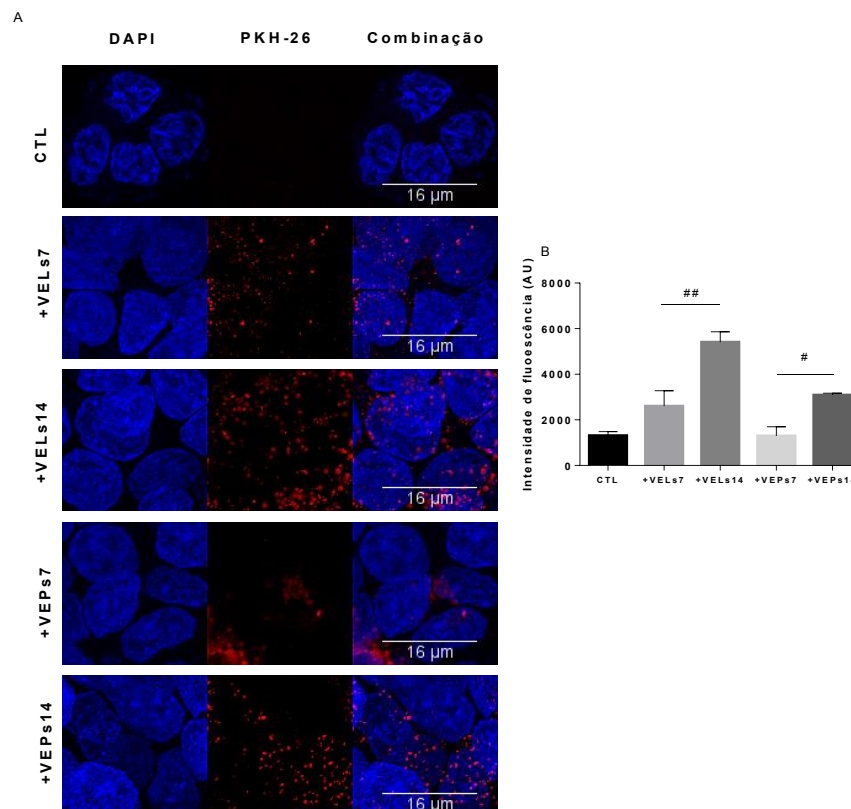 A
DAPI PKH-26 Combinação
CTL
16 µm
+VELs7
16 µm
+VELs14
16 µm
+VEPs7
16 µm
+VEPs14
16 µm
B
Intensidade de fluoescência (AU)
8000
6000
4000
2000
0
##
#
CTL +VELs7 +VELs14 +VEPs7 +VEPs14